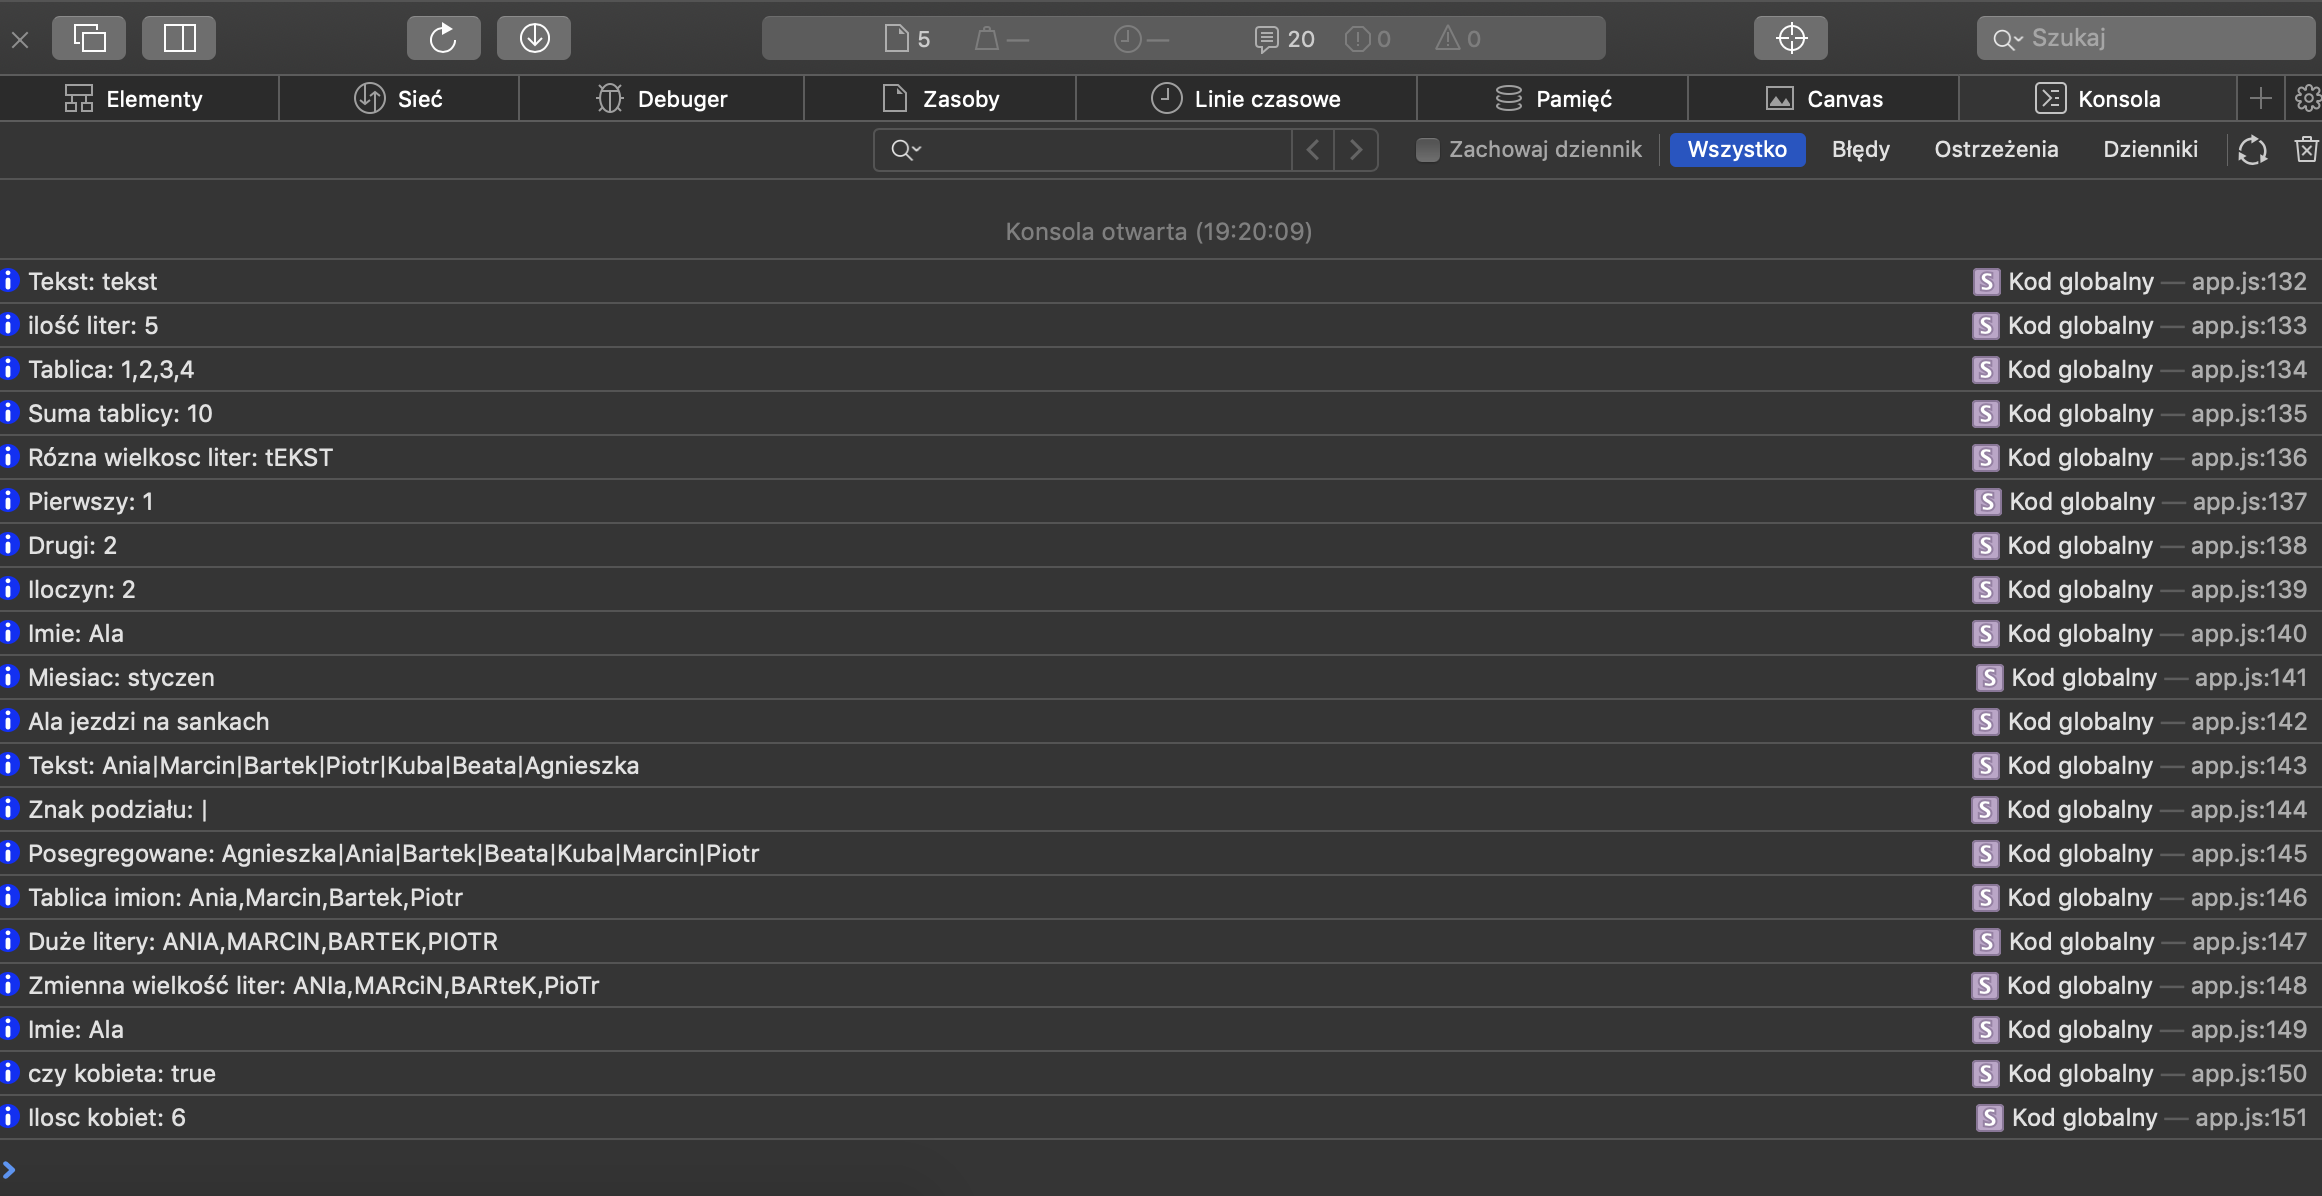 5 — — 20 0 0 Szukaj
Elementy Sieć Debuger Zasoby Linie czasowe Pamięć Canvas Konsola
Zachowaj dziennik Wszystko Błędy Ostrzeżenia Dzienniki
Konsola otwarta (19:20:09)
Tekst: tekst S Kod globalny — app.js:132
ilość liter: 5 S Kod globalny — app.js:133
Tablica: 1,2,3,4 S Kod globalny — app.js:134
Suma tablicy: 10 S Kod globalny — app.js:135
Rózna wielkosc liter: tEKST S Kod globalny — app.js:136
Pierwszy: 1 S Kod globalny — app.js:137
Drugi: 2 S Kod globalny — app.js:138
Iloczyn: 2 S Kod globalny — app.js:139
Imie: Ala S Kod globalny — app.js:140
Miesiac: styczen S Kod globalny — app.js:141
Ala jezdzi na sankach S Kod globalny — app.js:142
Tekst: Ania|Marcin|Bartek|Piotr|Kuba|Beata|Agnieszka S Kod globalny — app.js:143
Znak podziału: | S Kod globalny — app.js:144
Posegregowane: Agnieszka|Ania|Bartek|Beata|Kuba|Marcin|Piotr S Kod globalny — app.js:145
Tablica imion: Ania,Marcin,Bartek,Piotr S Kod globalny — app.js:146
Duże litery: ANIA,MARCIN,BARTEK,PIOTR S Kod globalny — app.js:147
Zmienna wielkość liter: ANIa,MARciN,BARteK,PioTr S Kod globalny — app.js:148
Imie: Ala S Kod globalny — app.js:149
czy kobieta: true S Kod globalny — app.js:150
Ilosc kobiet: 6 S Kod globalny — app.js:151